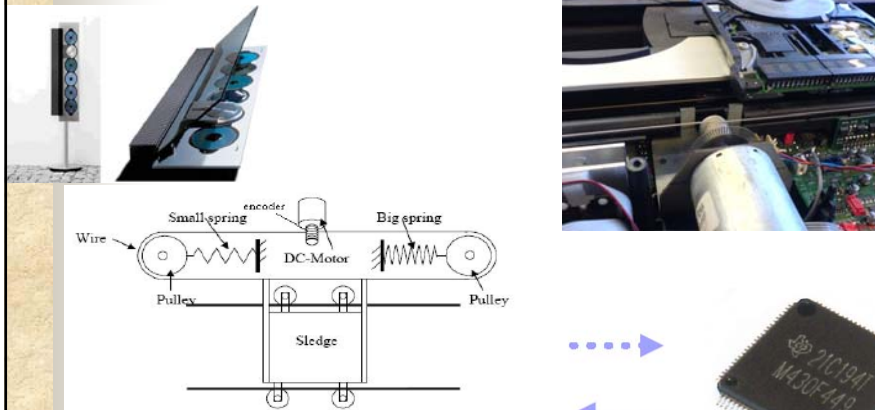 encoder
Small spring
Big spring
Wire
DC-Motor
Pulley
Pulley
Sledge
21C194T
M430F449